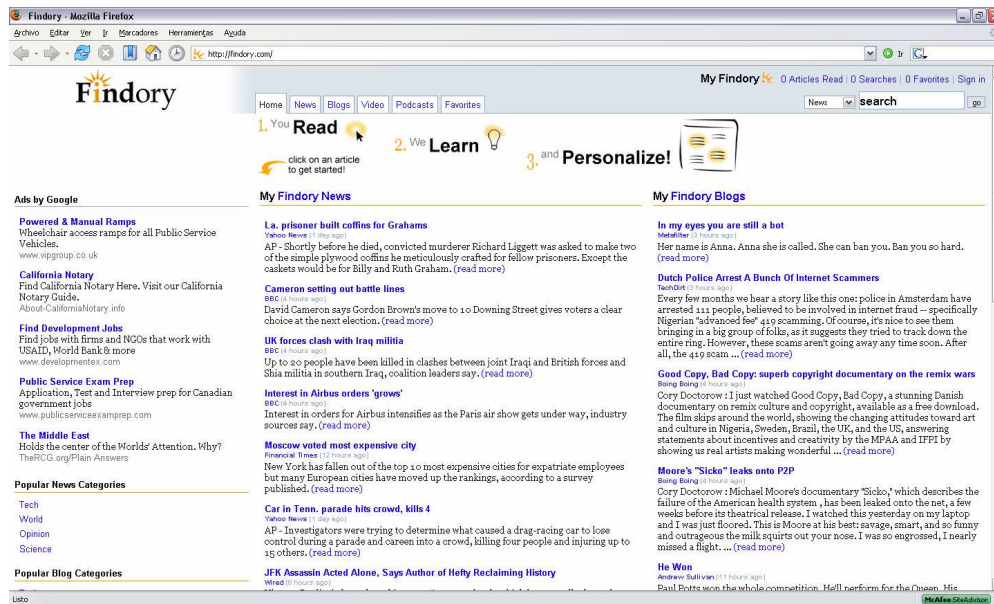 Findory - Mozilla Firefox
Archivo Editar Ver Ir Marcadores Herramientas Ayuda
http://findory.com/
Ir
Findory
My Findory 0 Articles Read | 0 Searches | 0 Favorites | Sign in
Home News Blogs Video Podcasts Favorites
News search go
1. You Read
click on an article
to get started!
2. We Learn
3. and Personalize!
Ads by Google
Powered & Manual Ramps
Wheelchair access ramps for all Public Service
Vehicles.
www.vipgroup.co.uk
California Notary
Find California Notary Here. Visit our California
Notary Guide.
About-CaliforniaNotary.info
Find Development Jobs
Find jobs with firms and NGOs that work with
USAID, World Bank & more
www.developmentex.com
Public Service Exam Prep
Application, Test and Interview prep for Canadian
government jobs
www.publicserviceexamprep.com
The Middle East
Holds the center of the Worlds' Attention. Why?
TheRCG.org/Plain Answers
Popular News Categories
Tech
World
Opinion
Science
Popular Blog Categories
My Findory News
La. prisoner built coffins for Grahams
Yahoo News (1 day ago)
AP - Shortly before he died, convicted murderer Richard Liggett was asked to make two
of the simple plywood coffins he meticulously crafted for fellow prisoners. Except the
caskets would be for Billy and Ruth Graham. (read more)
Cameron setting out battle lines
BBC (4 hours ago)
David Cameron says Gordon Brown's move to 10 Downing Street gives voters a clear
choice at the next election. (read more)
UK forces clash with Iraq militia
BBC (4 hours ago)
Up to 20 people have been killed in clashes between joint Iraqi and British forces and
Shia militia in southern Iraq, coalition leaders say. (read more)
Interest in Airbus orders 'grows'
BBC (4 hours ago)
Interest in orders for Airbus intensifies as the Paris air show gets under way, industry
sources say. (read more)
Moscow voted most expensive city
Financial Times (12 hours ago)
New York has fallen out of the top 10 most expensive cities for expatriate employees
but many European cities have moved up the rankings, according to a survey
published. (read more)
Car in Tenn. parade hits crowd, kills 4
Yahoo News (1 day ago)
AP - Investigators were trying to determine what caused a drag-racing car to lose
control during a parade and careen into a crowd, killing four people and injuring up to
15 others. (read more)
JFK Assassin Acted Alone, Says Author of Hefty Reclaiming History
Wired (8 hours ago)
My Findory Blogs
In my eyes you are still a bot
Metafilter (3 hours ago)
Her name is Anna. Anna she is called. She can ban you. Ban you so hard.
(read more)
Dutch Police Arrest A Bunch Of Internet Scammers
TechDirt (3 hours ago)
Every few months we hear a story like this one: police in Amsterdam have
arrested 111 people, believed to be involved in internet fraud -- specifically
Nigerian "advanced fee" 419 scamming. Of course, it's nice to see them
bringing in a big group of folks, as it suggests they tried to track down the
entire ring. However, these scams aren't going away any time soon. After
all, the 419 scam ... (read more)
Good Copy, Bad Copy: superb copyright documentary on the remix wars
Boing Boing (4 hours ago)
Cory Doctorow : I just watched Good Copy, Bad Copy, a stunning Danish
documentary on remix culture and copyright, available as a free download.
The film skips around the world, showing the changing attitudes toward art
and culture in Nigeria, Sweden, Brazil, the UK, and the US, answering
statements about incentives and creativity by the MPAA and IFPI by
showing us real artists making wonderful ... (read more)
Moore's "Sicko" leaks onto P2P
Boing Boing (4 hours ago)
Cory Doctorow : Michael Moore's documentary "Sicko," which describes the
failure of the American health system , has been leaked onto the net, a few
weeks before its theatrical release. I watched this yesterday on my laptop
and I was just floored. This is Moore at his best: savage, smart, and so funny
and outrageous the milk squirts out your nose. I was so engrossed, I nearly
missed a flight. ... (read more)
He Won
Andrew Sullivan (11 hours ago)
Paul Potts won the whole competition. He'll perform for the Queen. His
Listo
McAfee SiteAdvisor